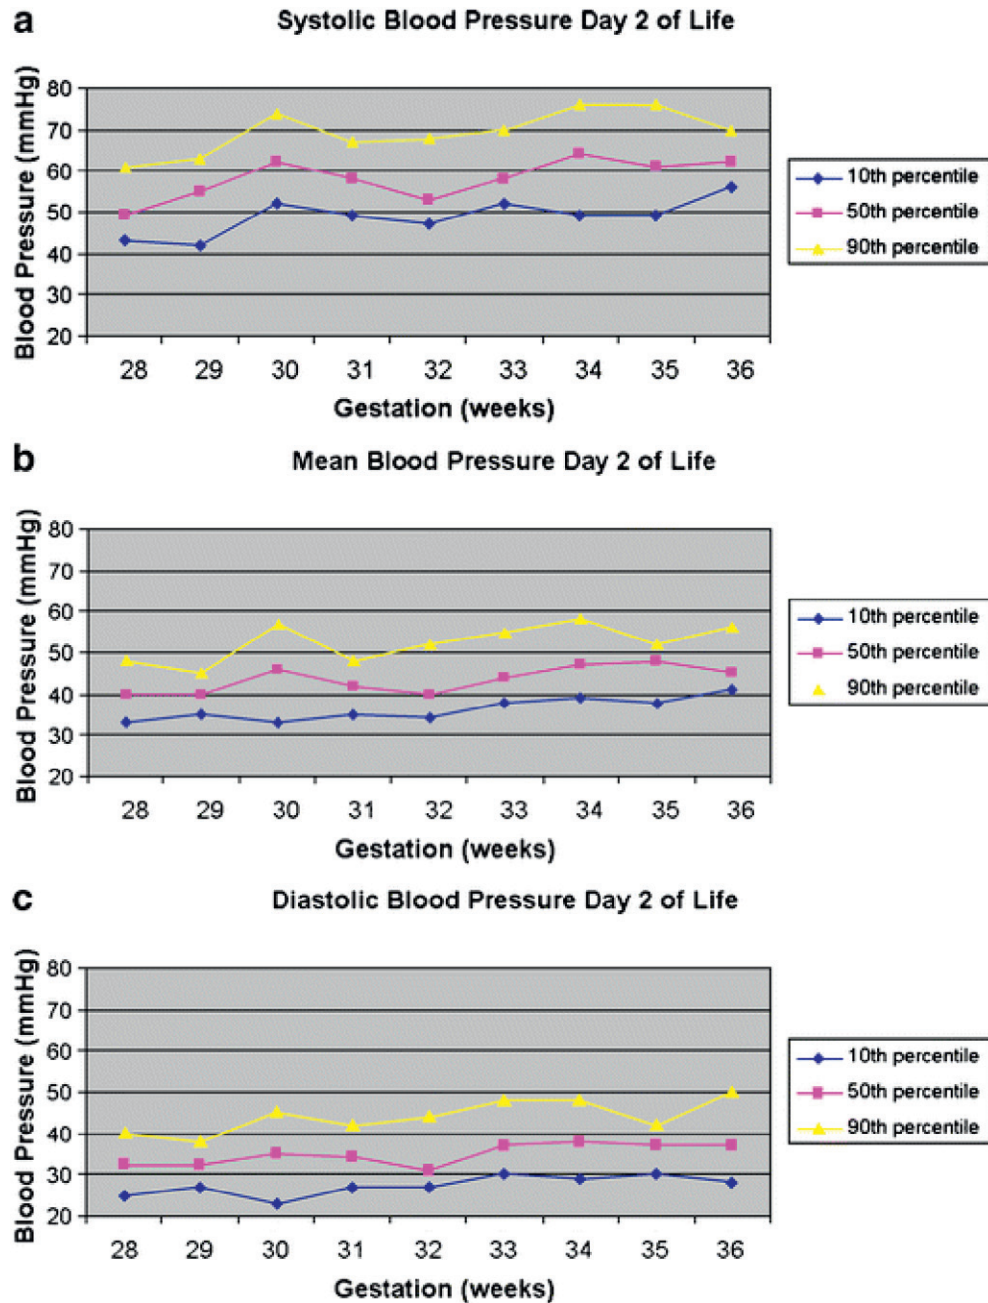 a
Systolic Blood Pressure Day 2 of Life
Blood Pressure (mmHg)
80
70
60
50
40
30
20
28 29 30 31 32 33 34 35 36
Gestation (weeks)
10th percentile
50th percentile
90th percentile
b
Mean Blood Pressure Day 2 of Life
Blood Pressure (mmHg)
80
70
60
50
40
30
20
28 29 30 31 32 33 34 35 36
Gestation (weeks)
10th percentile
50th percentile
90th percentile
c
Diastolic Blood Pressure Day 2 of Life
Blood Pressure (mmHg)
80
70
60
50
40
30
20
28 29 30 31 32 33 34 35 36
Gestation (weeks)
10th percentile
50th percentile
90th percentile